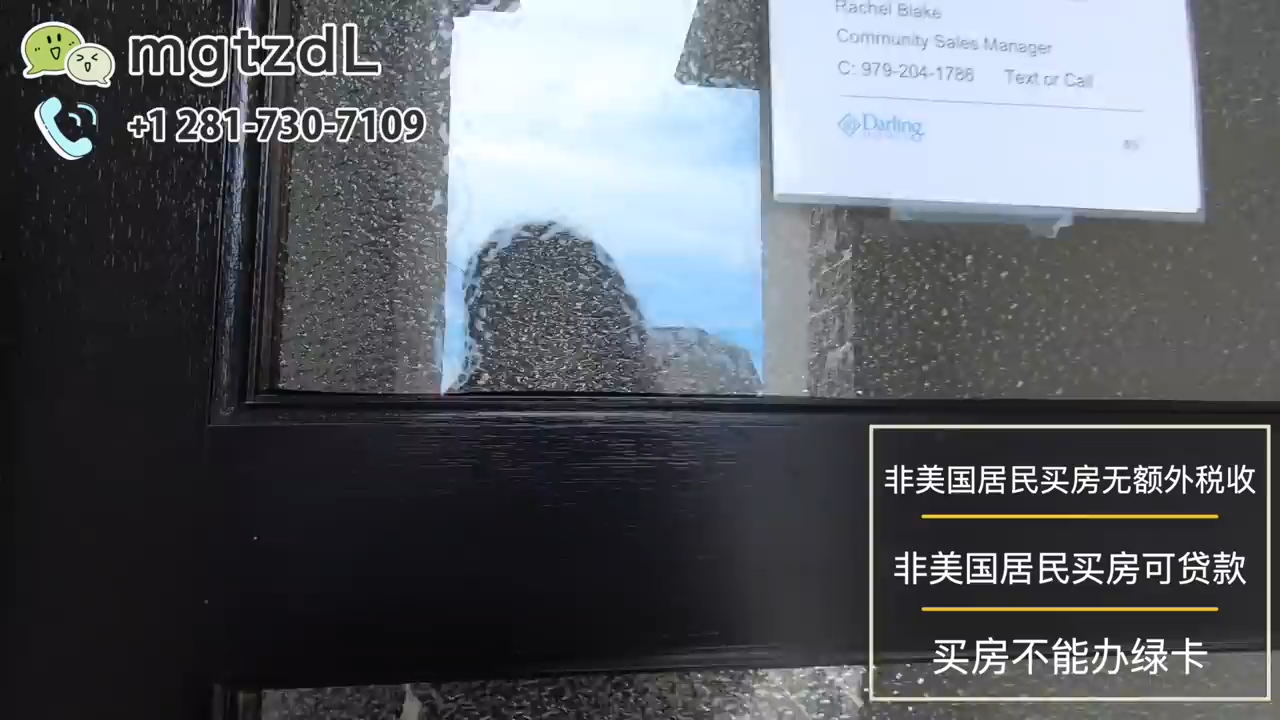 mgtzdL
+1 281-730-7109
Rachel Blake
Community Sales Manager
C: 979-204-1786 Text or Call
Darling
非美国居民买房无额外税收
非美国居民买房可贷款
买房不能办绿卡